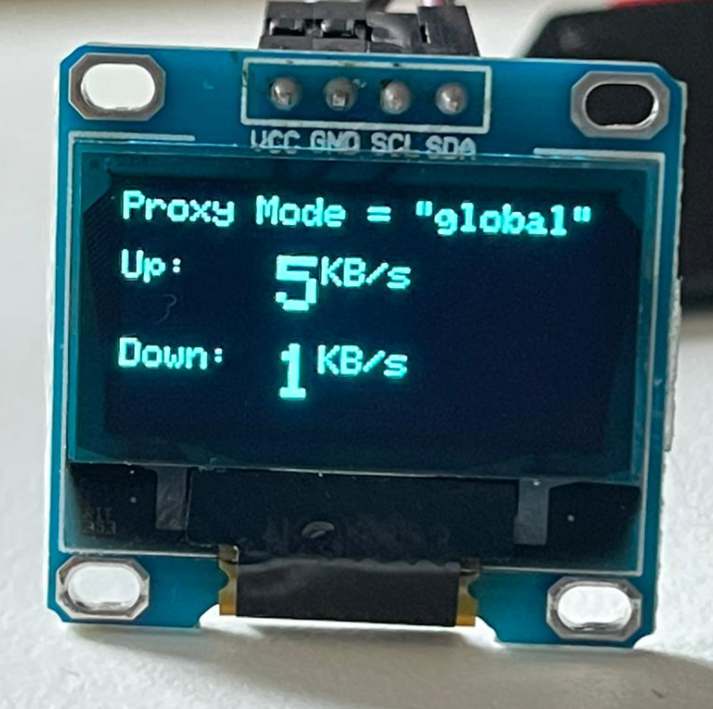 VCC GND SCL SDA
Proxy Mode = "global"
Up: 5KB/s
Down: 1KB/s